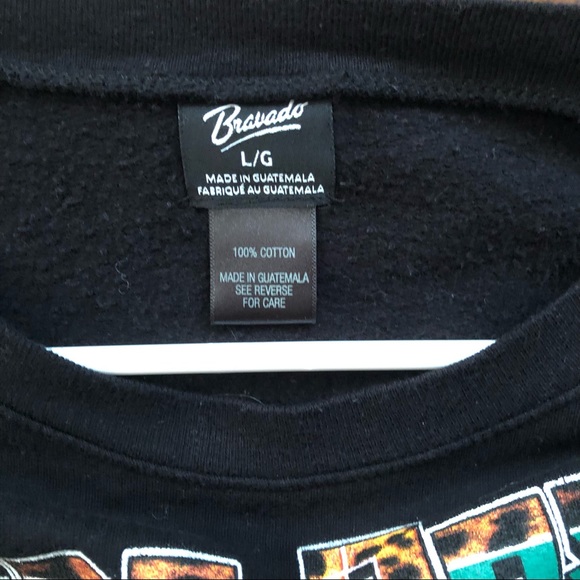 Bravado
L/G
MADE IN GUATEMALA
FABRIQUÉ AU GUATEMALA
100% COTTON
MADE IN GUATEMALA
SEE REVERSE
FOR CARE